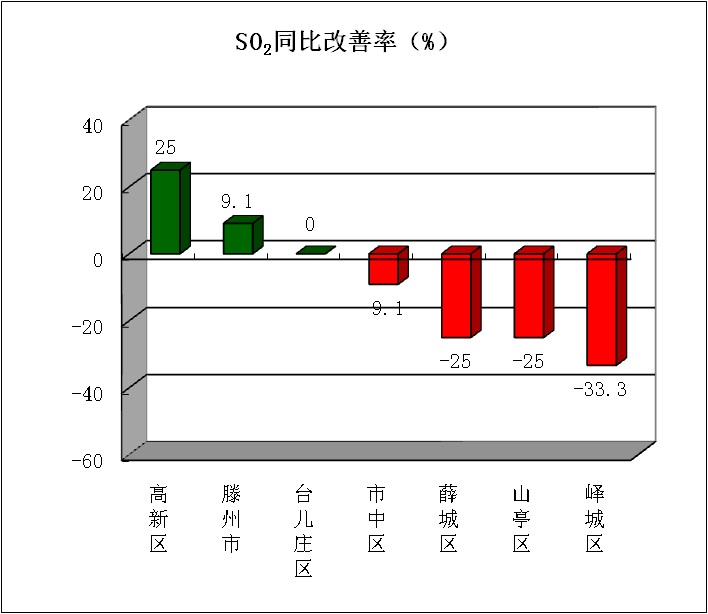 SO2同比改善率（%）
40
20
0
-20
-40
-60
25
9.1
0
9.1
-25
-25
-33.3
高新区
滕州市
台儿庄区
市中区
薛城区
山亭区
峄城区